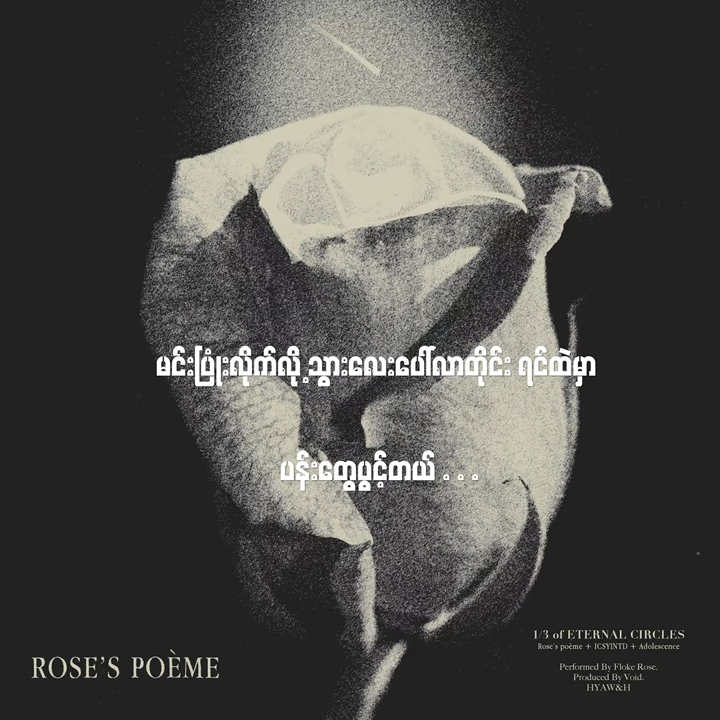 မင်းပြုံးလိုက်လို့သွားလေးပေါ်လာတိုင်း ရင်ထဲမှာ
ပန်းတွေပွင့်တယ် . . .
1/3 of ETERNAL CIRCLES
Rose's poème + ICSYINTD + Adolescence
ROSE'S POÈME
Performed By Floke Rose.
Produced By Void.
HYAW&H